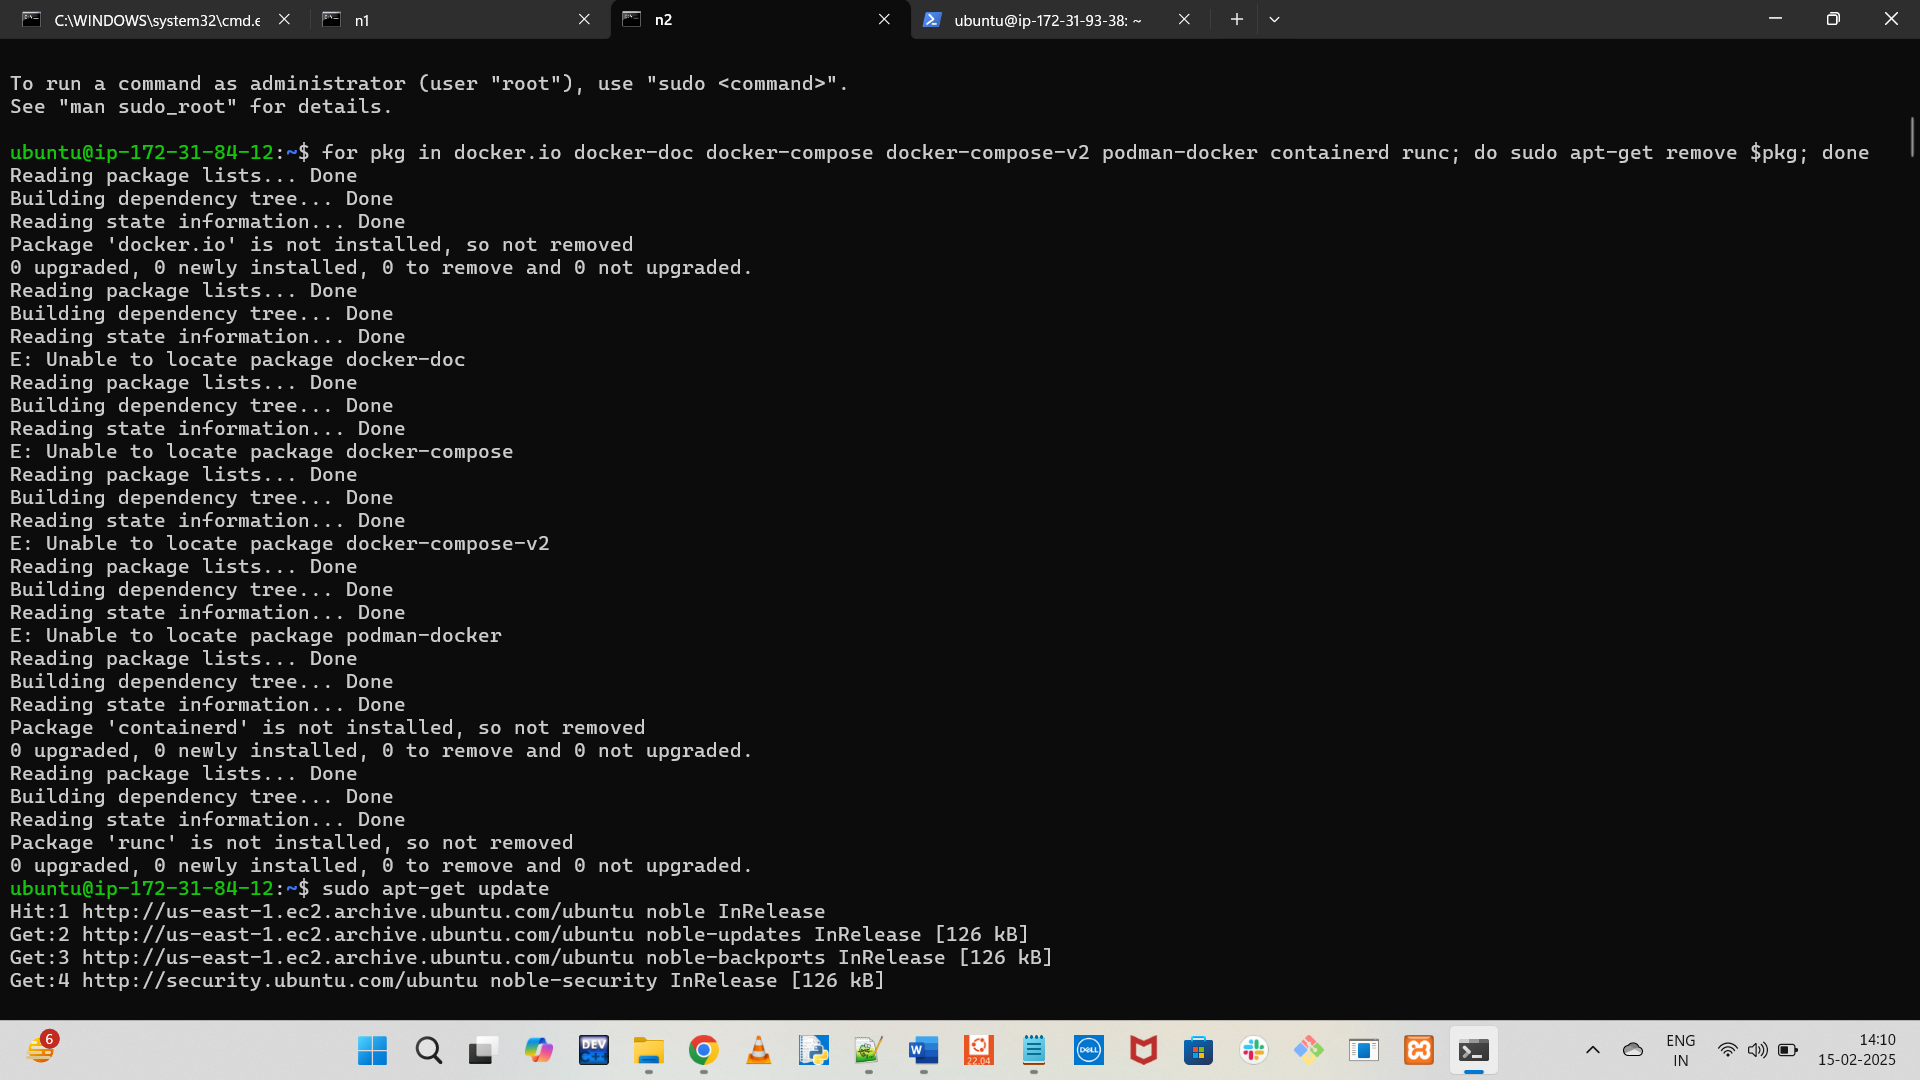 C:\WINDOWS\system32\cmd.e
n1
n2
ubuntu@ip-172-31-93-38: ~
To run a command as administrator (user "root"), use "sudo <command>".
See "man sudo_root" for details.
ubuntu@ip-172-31-84-12:~$ for pkg in docker.io docker-doc docker-compose docker-compose-v2 podman-docker containerd runc; do sudo apt-get remove $pkg; done
Reading package lists... Done
Building dependency tree... Done
Reading state information... Done
Package 'docker.io' is not installed, so not removed
0 upgraded, 0 newly installed, 0 to remove and 0 not upgraded.
Reading package lists... Done
Building dependency tree... Done
Reading state information... Done
E: Unable to locate package docker-doc
Reading package lists... Done
Building dependency tree... Done
Reading state information... Done
E: Unable to locate package docker-compose
Reading package lists... Done
Building dependency tree... Done
Reading state information... Done
E: Unable to locate package docker-compose-v2
Reading package lists... Done
Building dependency tree... Done
Reading state information... Done
E: Unable to locate package podman-docker
Reading package lists... Done
Building dependency tree... Done
Reading state information... Done
Package 'containerd' is not installed, so not removed
0 upgraded, 0 newly installed, 0 to remove and 0 not upgraded.
Reading package lists... Done
Building dependency tree... Done
Reading state information... Done
Package 'runc' is not installed, so not removed
0 upgraded, 0 newly installed, 0 to remove and 0 not upgraded.
ubuntu@ip-172-31-84-12:~$ sudo apt-get update
Hit:1 http://us-east-1.ec2.archive.ubuntu.com/ubuntu noble InRelease
Get:2 http://us-east-1.ec2.archive.ubuntu.com/ubuntu noble-updates InRelease [126 kB]
Get:3 http://us-east-1.ec2.archive.ubuntu.com/ubuntu noble-backports InRelease [126 kB]
Get:4 http://security.ubuntu.com/ubuntu noble-security InRelease [126 kB]
6
DEV
C++
W
22.04
DELL
ENG
IN
14:10
15-02-2025